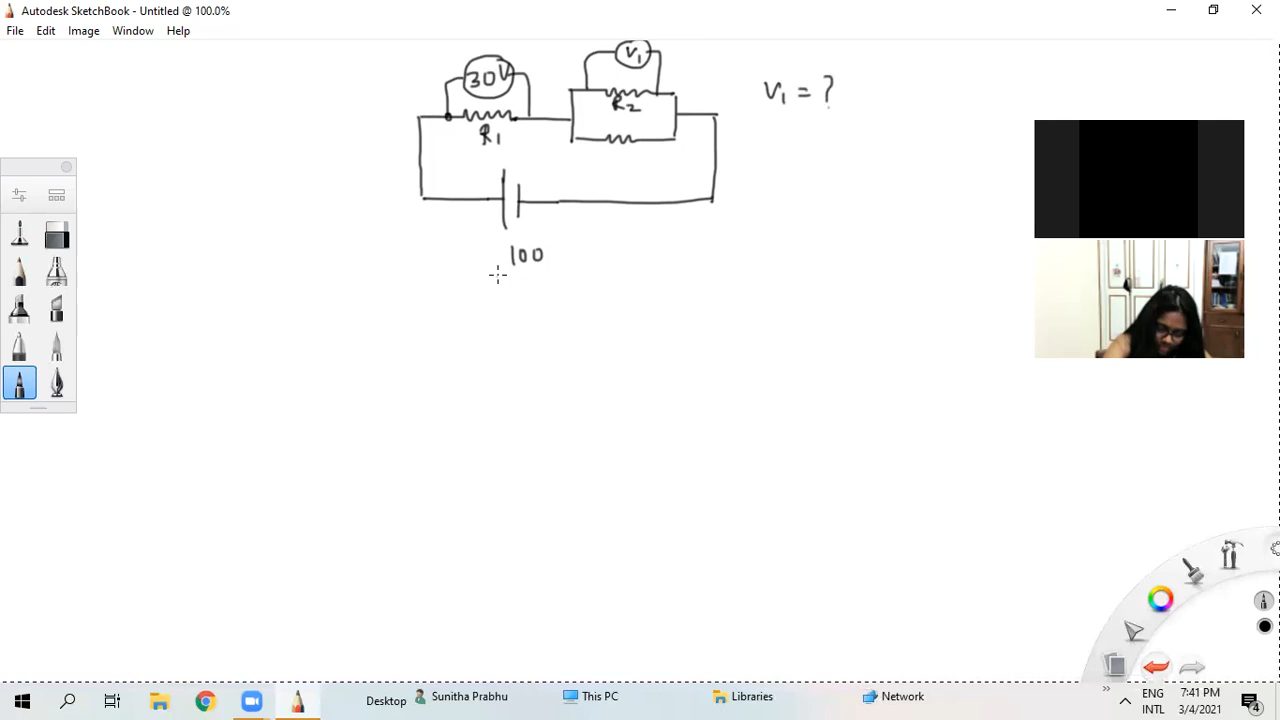 Autodesk SketchBook - Untitled @ 100.0%
File Edit Image Window Help
30V
V₁
R₁
R₂
V₁ = ?
100
Desktop
Sunitha Prabhu
This PC
Libraries
Network
ENG
INTL
7:41 PM
3/4/2021
4